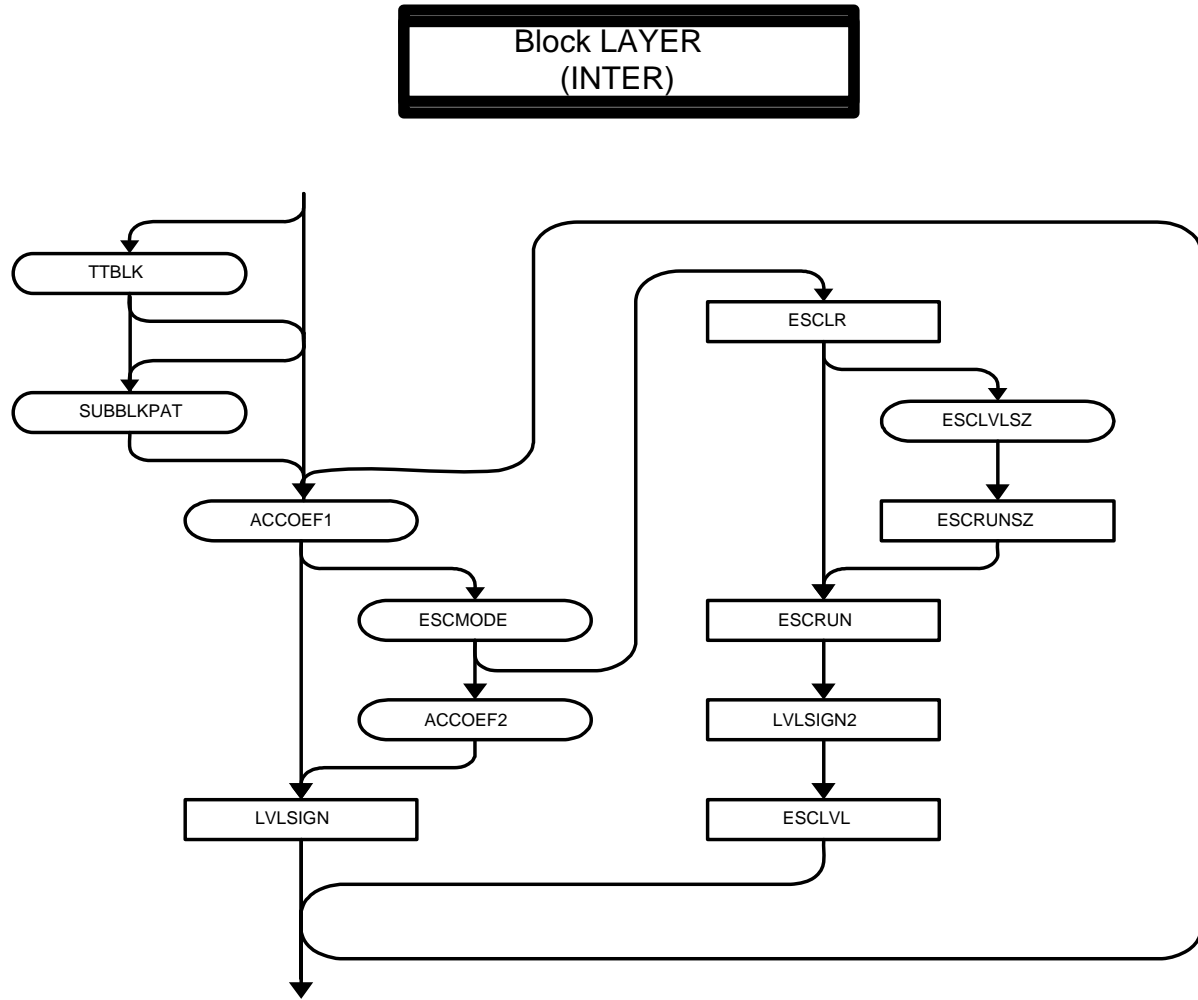 Block LAYER
(INTER)
TTBLK
SUBBLKPAT
ACCOEF1
ESCMODE
ACCOEF2
LVLSIGN
ESCLR
ESCLVLSZ
ESCRUNSZ
ESCRUN
LVLSIGN2
ESCLVL